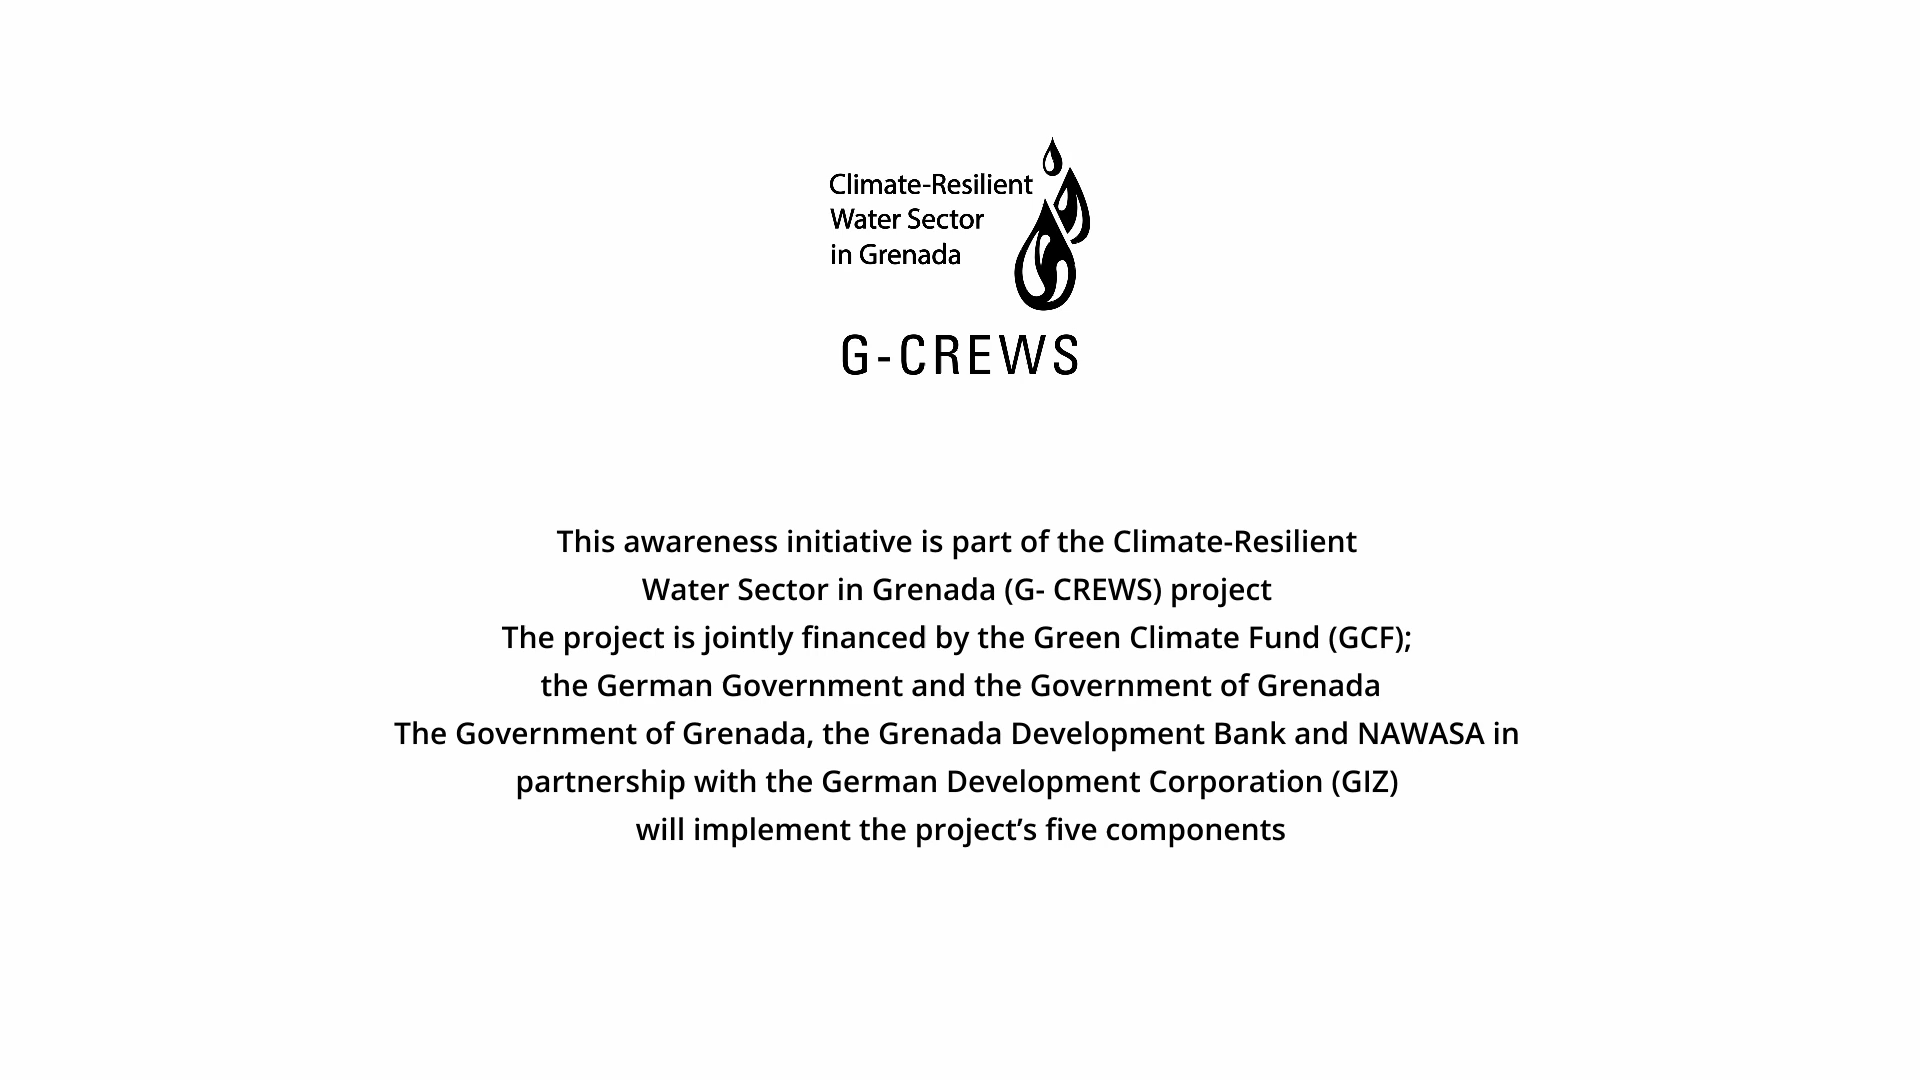 Climate-Resilient
Water Sector
in Grenada
G-CREWS
This awareness initiative is part of the Climate-Resilient
Water Sector in Grenada (G- CREWS) project
The project is jointly financed by the Green Climate Fund (GCF);
the German Government and the Government of Grenada
The Government of Grenada, the Grenada Development Bank and NAWASA in
partnership with the German Development Corporation (GIZ)
will implement the project’s five components